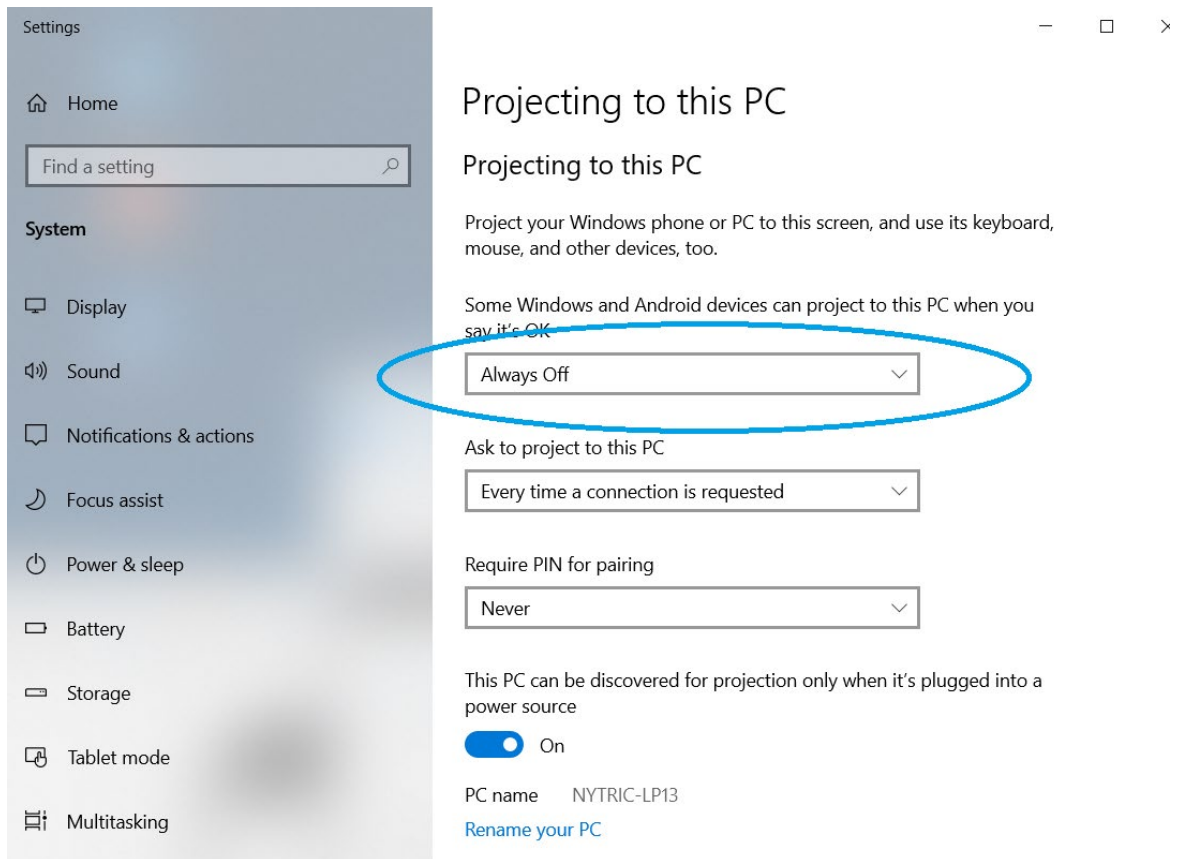 Settings
Home
Find a setting
System
Display
Sound
Notifications & actions
Focus assist
Power & sleep
Battery
Storage
Tablet mode
Multitasking
Projecting to this PC
Projecting to this PC
Project your Windows phone or PC to this screen, and use its keyboard,
mouse, and other devices, too.
Some Windows and Android devices can project to this PC when you
say it's OK
Always Off
Ask to project to this PC
Every time a connection is requested
Require PIN for pairing
Never
This PC can be discovered for projection only when it's plugged into a
power source
On
PC name NYTRIC-LP13
Rename your PC